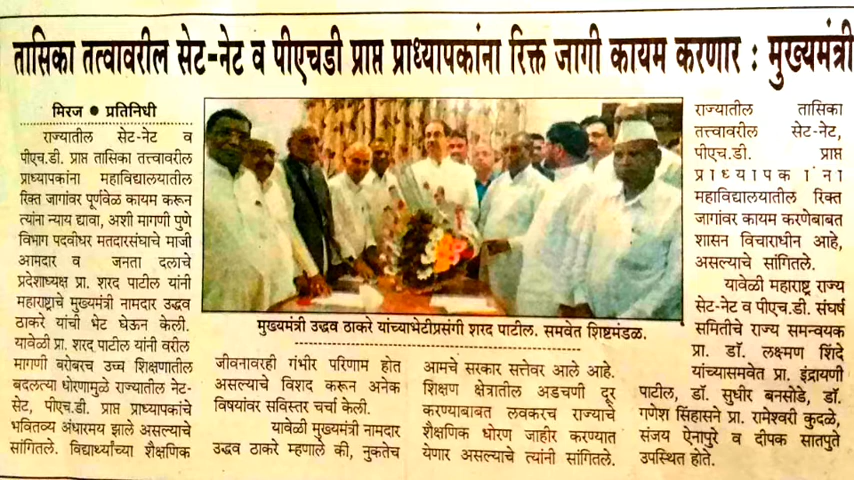 तासिका तत्वावरील सेट-नेट व पीएचडी प्राप्त प्राध्यापकांना रिक्त जागी कायम करणार : मुख्यमंत्री
मिरज ● प्रतिनिधी
राज्यातील सेट-नेट व
पीएच.डी. प्राप्त तासिका तत्त्वावरील
प्राध्यापकांना महाविद्यालयातील
रिक्त जागांवर पूर्णवेळ कायम करून
त्यांना न्याय द्यावा, अशी मागणी पुणे
विभाग पदवीधर मतदारसंघाचे माजी
आमदार व जनता दलाचे
प्रदेशाध्यक्ष प्रा. शरद पाटील यांनी
महाराष्ट्राचे मुख्यमंत्री नामदार उद्धव
ठाकरे यांची भेट घेऊन केली.
यावेळी प्रा. शरद पाटील यांनी वरील
मागणी बरोबरच उच्च शिक्षणातील
बदलत्या धोरणामुळे राज्यातील नेट-
सेट, पीएच.डी. प्राप्त प्राध्यापकांचे
भवितव्य अंधारमय झाले असल्याचे
सांगितले. विद्यार्थ्यांच्या शैक्षणिक
मुख्यमंत्री उद्धव ठाकरे यांच्याभेटीप्रसंगी शरद पाटील. समवेत शिष्टमंडळ.
जीवनावरही गंभीर परिणाम होत
असल्याचे विशद करून अनेक
विषयांवर सविस्तर चर्चा केली.
यावेळी मुख्यमंत्री नामदार
उद्धव ठाकरे म्हणाले की, नुकतेच
आमचे सरकार सत्तेवर आले आहे.
शिक्षण क्षेत्रातील अडचणी दूर
करण्याबाबत लवकरच राज्याचे
शैक्षणिक धोरण जाहीर करण्यात
येणार असल्याचे त्यांनी सांगितले.
राज्यातील तासिका
तत्त्वावरील सेट-नेट,
पीएच.डी. प्राप्त
प्राध्यापकांना
महाविद्यालयातील रिक्त
जागांवर कायम करणेबाबत
शासन विचाराधीन आहे,
असल्याचे सांगितले.
यावेळी महाराष्ट्र राज्य
सेट-नेट व पीएच.डी. संघर्ष
समितीचे राज्य समन्वयक
प्रा. डॉ. लक्ष्मण शिंदे
यांच्यासमवेत प्रा. इंद्रायणी
पाटील, डॉ. सुधीर बनसोडे, डॉ.
गणेश सिंहासने प्रा. रामेश्वरी कुदळे,
संजय ऐनापुरे व दीपक सातपुते
उपस्थित होते.